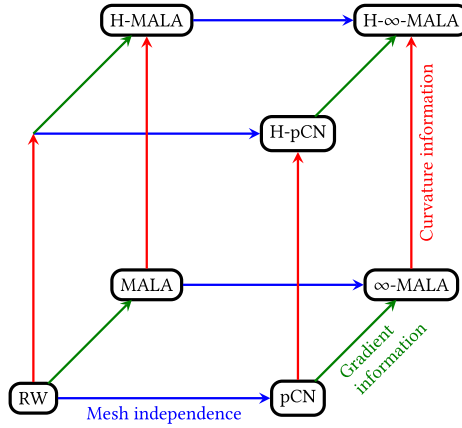 H-MALA
H-∞-MALA
H-pCN
Curvature information
MALA
∞-MALA
Gradient
information
RW
pCN
Mesh independence